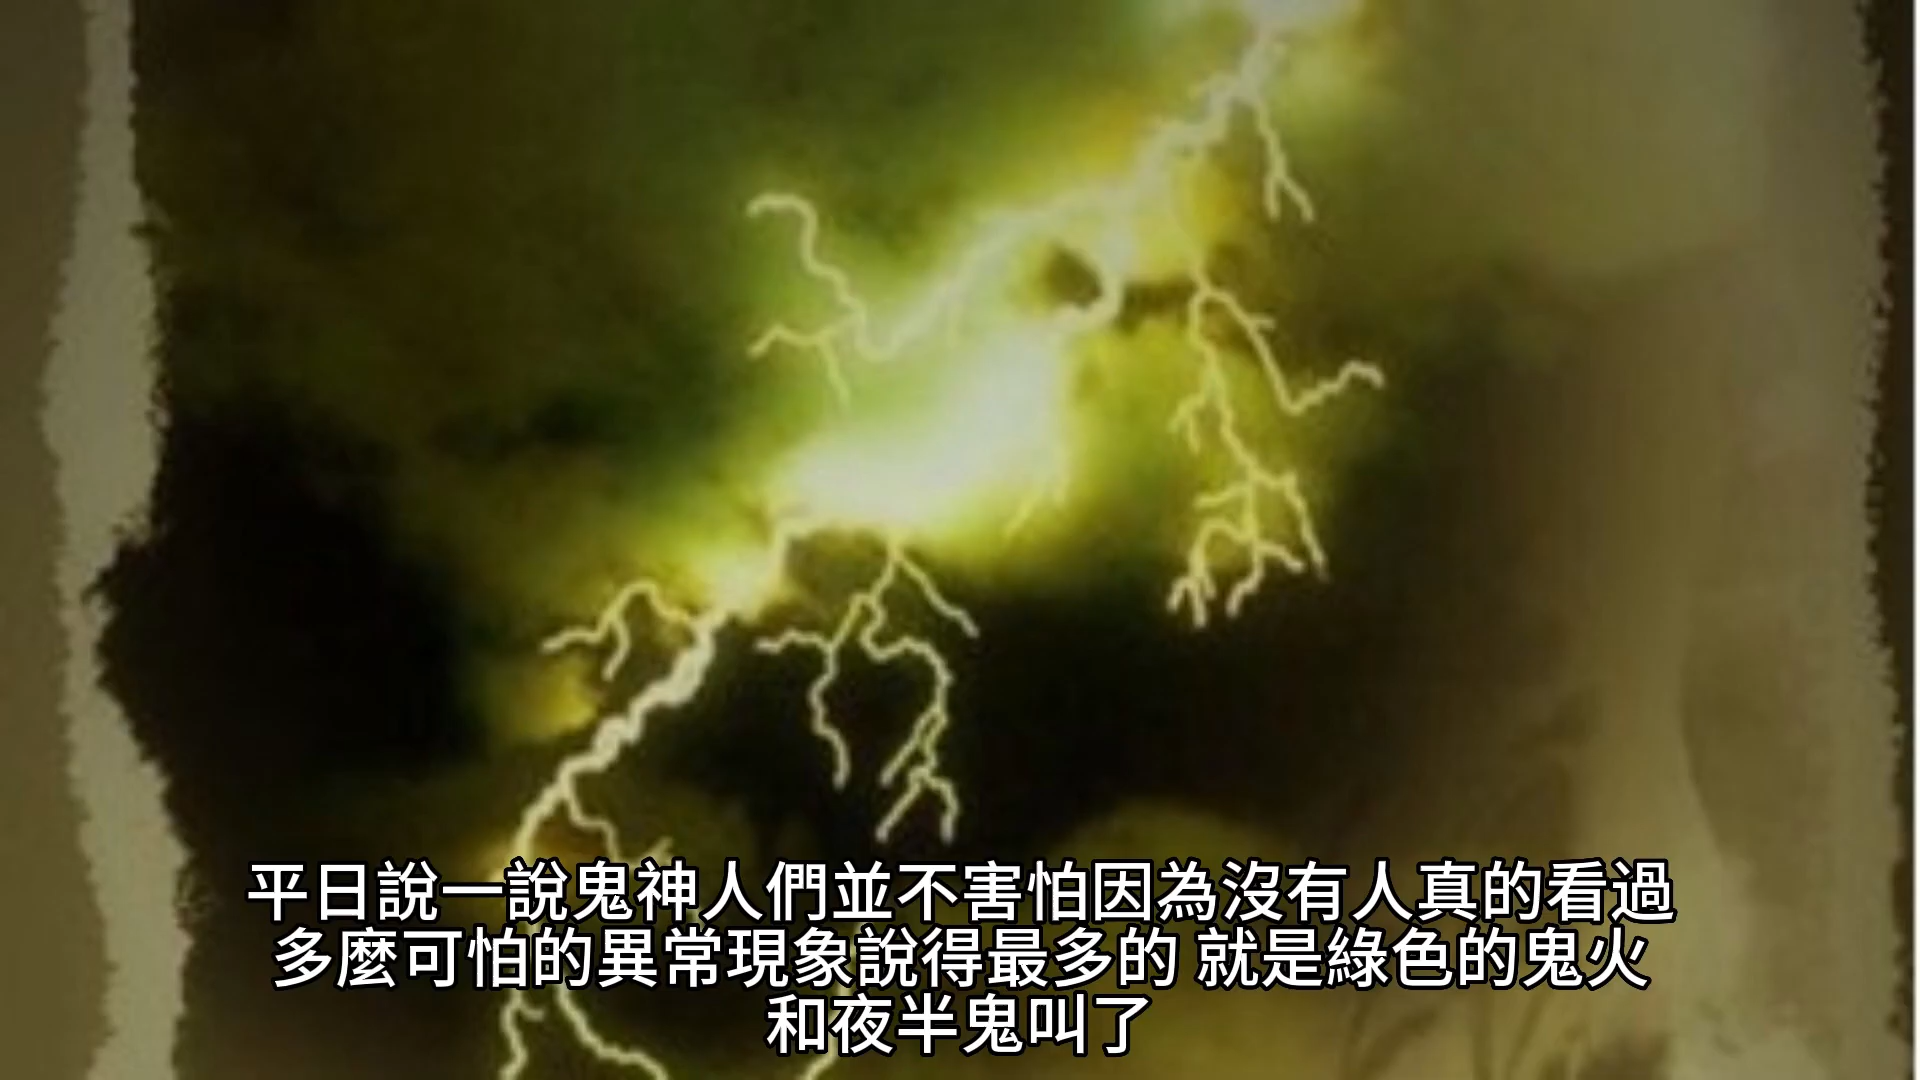 平日說一說鬼神人們並不害怕因為沒有人真的看過
多麼可怕的異常現象說得最多的 就是綠色的鬼火
和夜半鬼叫了